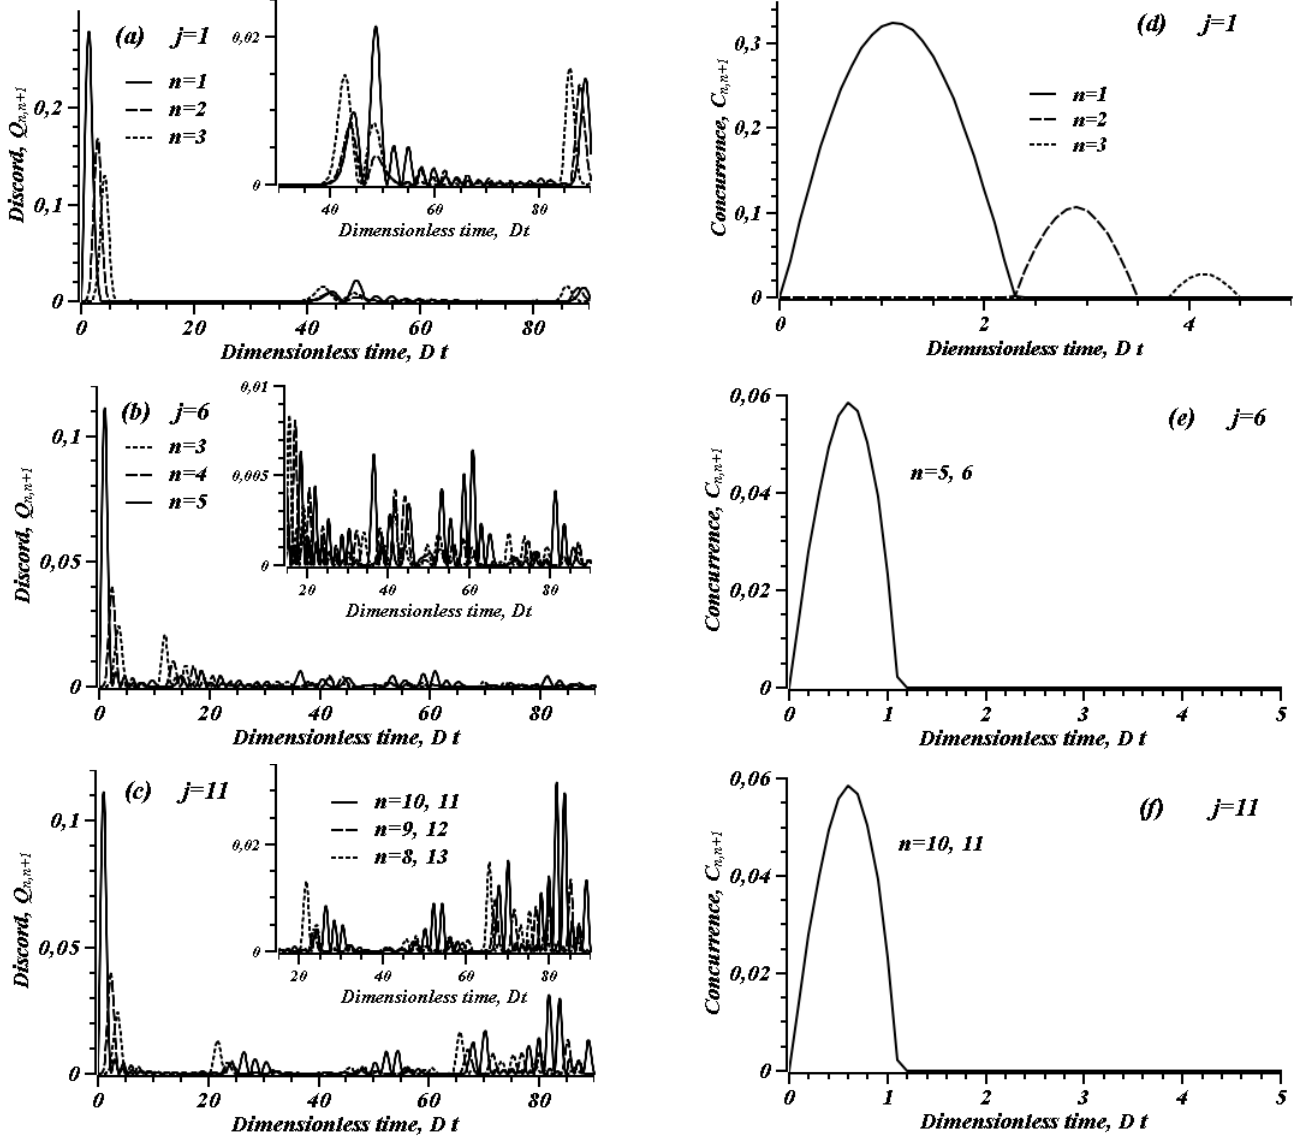 (a) j=1
n=1
n=2
n=3
Discord, Qn,n+1
0,2
0,1
0
0 20 40 60 80
Dimensionless time, D t
0,02
0
40 60 80
Dimensionless time, Dt
(d) j=1
n=1
n=2
n=3
Concurrence, Cn,n+1
0,3
0,2
0,1
0
0 2 4
Diemnsionless time, D t
(b) j=6
n=3
n=4
n=5
Discord, Qn,n+1
0,1
0,05
0
0 20 40 60 80
Dimensionless time, D t
0,01
0,005
0
20 40 60 80
Dimensionless time, Dt
(e) j=6
n=5, 6
Concurrence, Cn,n+1
0,06
0,04
0,02
0
0 1 2 3 4 5
Dimensionless time, D t
(c) j=11
Discord, Qn,n+1
0,1
0,05
0
0 20 40 60 80
Dimensionless time, D t
n=10, 11
n=9, 12
n=8, 13
0,02
0
20 40 60 80
Dimensionless time, Dt
(f) j=11
n=10, 11
Concurrence, Cn,n+1
0,06
0,04
0,02
0
0 1 2 3 4 5
Dimensionless time, D t